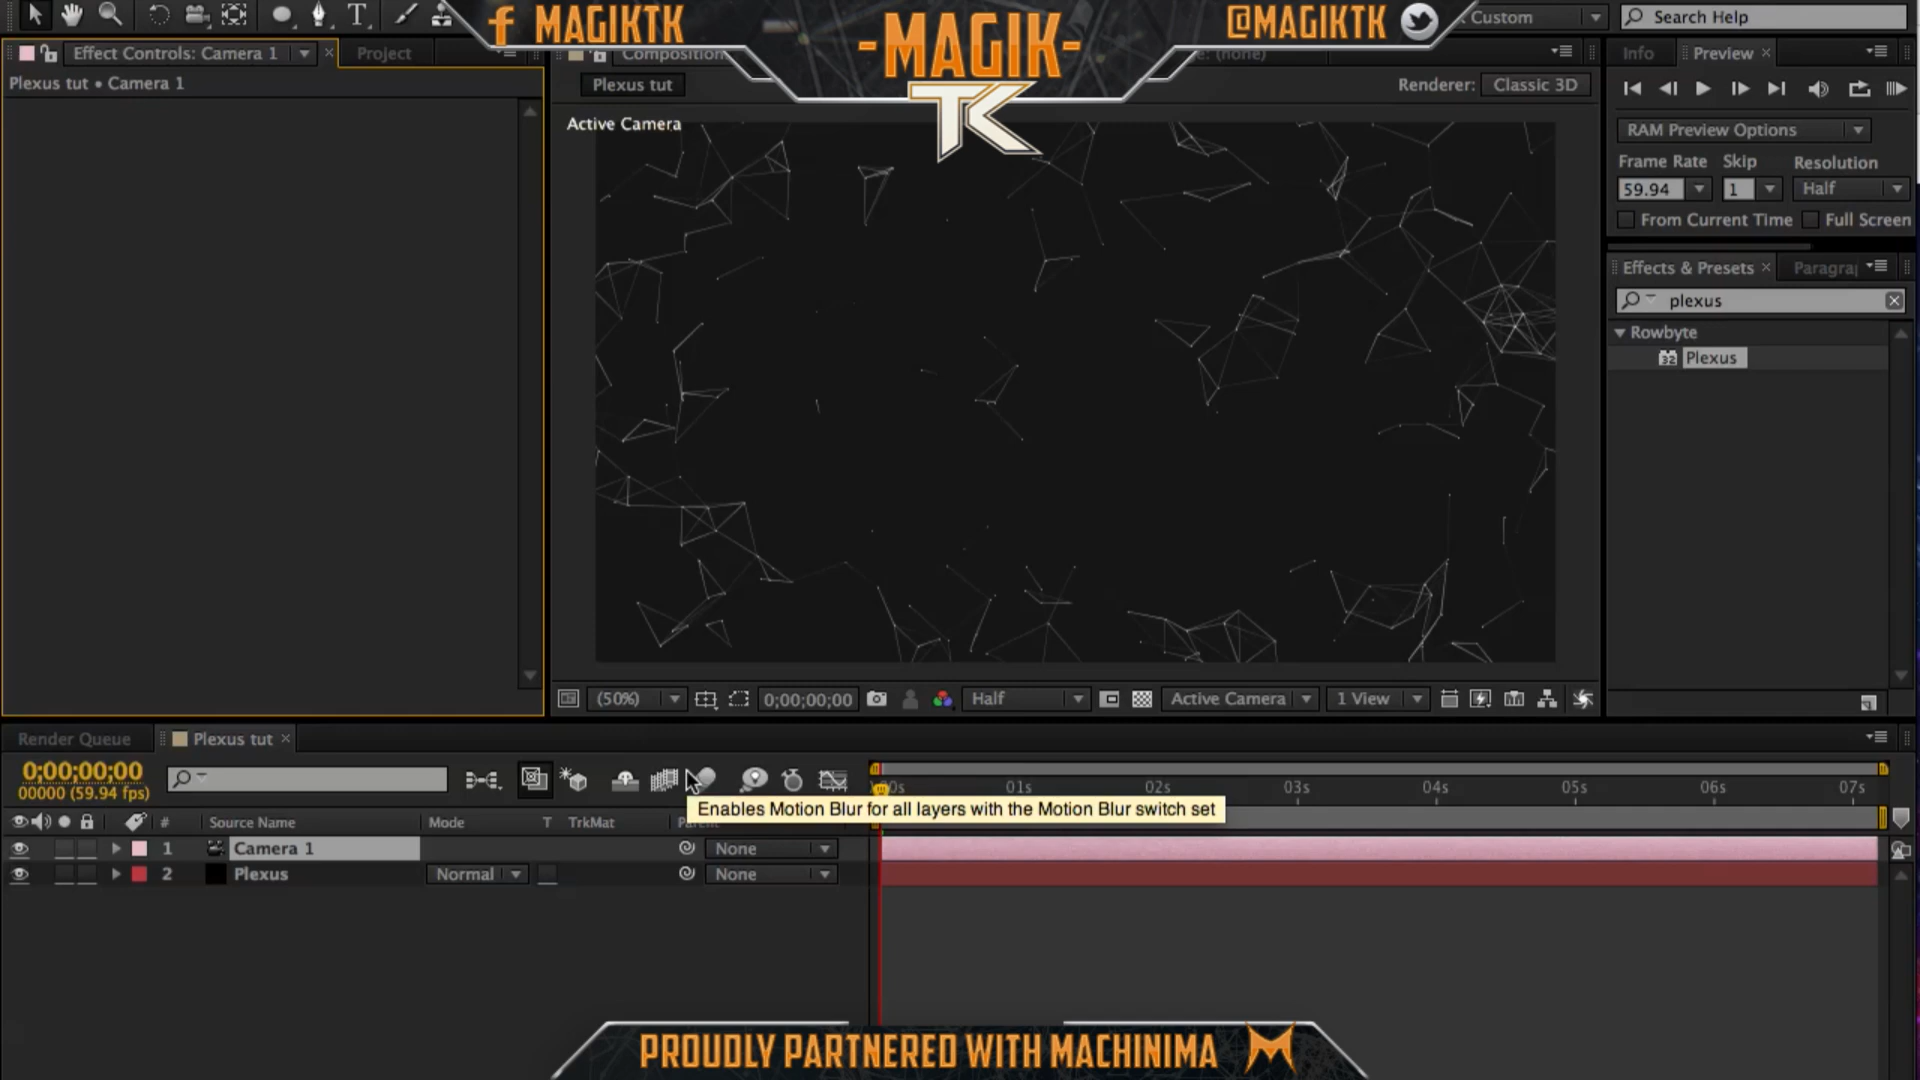 MAGIKTK
-MAGIK-
TK
@MAGIKTK
Custom
Search Help
Effect Controls: Camera 1
Project
Composition
(none)
Info
Preview
Plexus tut • Camera 1
Plexus tut
Renderer:
Classic 3D
Active Camera
RAM Preview Options
Frame Rate
Skip
Resolution
59.94
1
Half
From Current Time
Full Screen
Effects & Presets
Paragraj
plexus
Rowbyte
32
Plexus
(50%)
0;00;00;00
Half
Active Camera
1 View
Render Queue
Plexus tut
0;00;00;00
00000 (59.94 fps)
01s
02s
03s
04s
05s
06s
07s
Enables Motion Blur for all layers with the Motion Blur switch set
#
Source Name
Mode
T
TrkMat
1
Camera 1
None
2
Plexus
Normal
None
PROUDLY PARTNERED WITH MACHINIMA